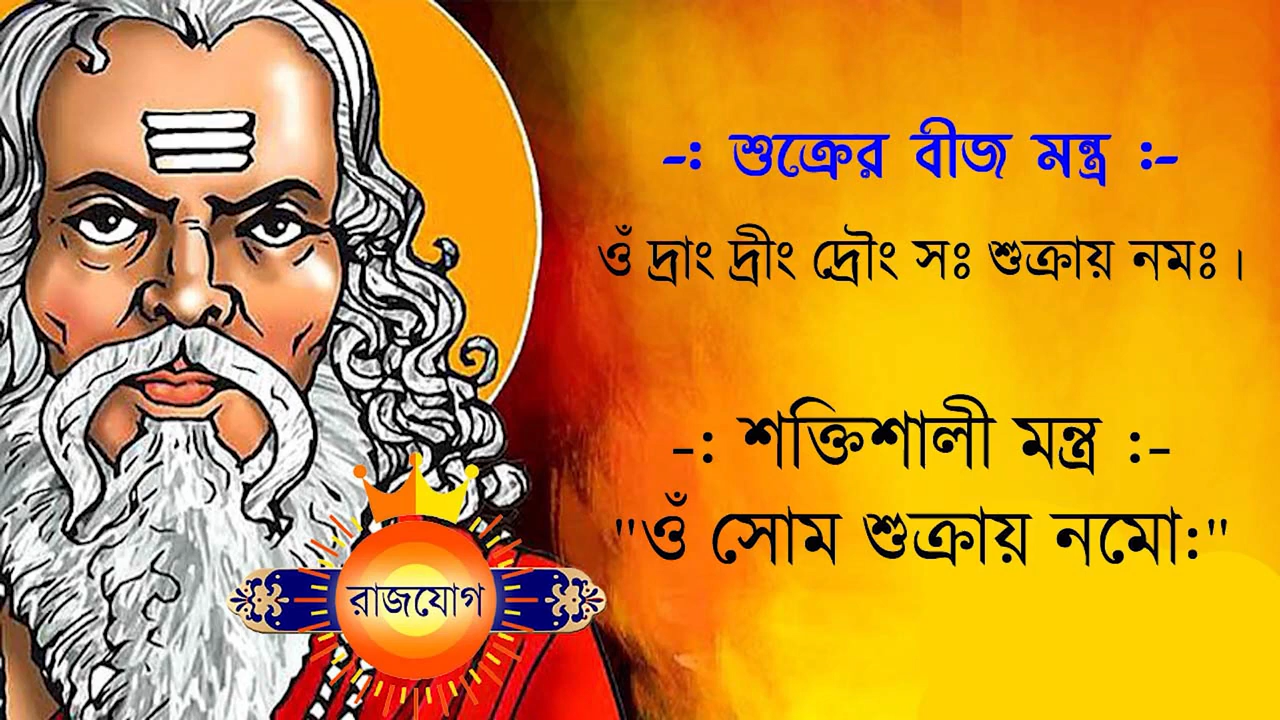 -: শুক্রের বীজ মন্ত্র :-
ওঁ দ্রাং দ্রীং দ্রৌং সঃ শুক্রায় নমঃ।
-: শক্তিশালী মন্ত্র :-
"ওঁ সোম শুক্রায় নমো:"
রাজযোগ